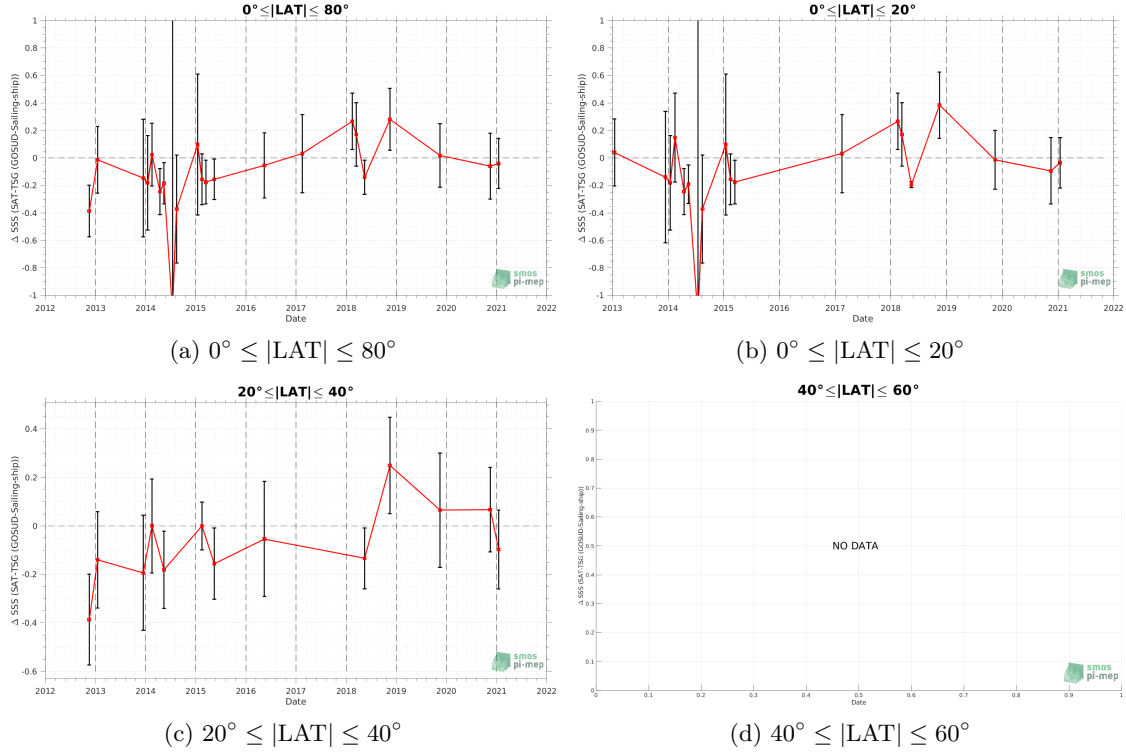 0°≤|LAT|≤ 80°
Δ SSS (SAT-TSG (GOSUD-Sailing-ship))
1
0.8
0.6
0.4
0.2
0
-0.2
-0.4
-0.6
-0.8
-1
2012 2013 2014 2015 2016 2017 2018 2019 2020 2021 2022
Date
smos
pi-mep
(a) 0° ≤ |LAT| ≤ 80°
0°≤|LAT|≤ 20°
Δ SSS (SAT-TSG (GOSUD-Sailing-ship))
1
0.8
0.6
0.4
0.2
0
-0.2
-0.4
-0.6
-0.8
-1
2013 2014 2015 2016 2017 2018 2019 2020 2021 2022
Date
smos
pi-mep
(b) 0° ≤ |LAT| ≤ 20°
20°≤|LAT|≤ 40°
Δ SSS (SAT-TSG (GOSUD-Sailing-ship))
0.4
0.2
0
-0.2
-0.4
-0.6
2012 2013 2014 2015 2016 2017 2018 2019 2020 2021 2022
Date
smos
pi-mep
(c) 20° ≤ |LAT| ≤ 40°
40°≤|LAT|≤ 60°
Δ SSS (SAT-TSG (GOSUD-Sailing-ship))
1
0.9
0.8
0.7
0.6
0.5
0.4
0.3
0.2
0.1
0
NO DATA
0 0.1 0.2 0.3 0.4 0.5 0.6 0.7 0.8 0.9 1
Date
smos
pi-mep
(d) 40° ≤ |LAT| ≤ 60°